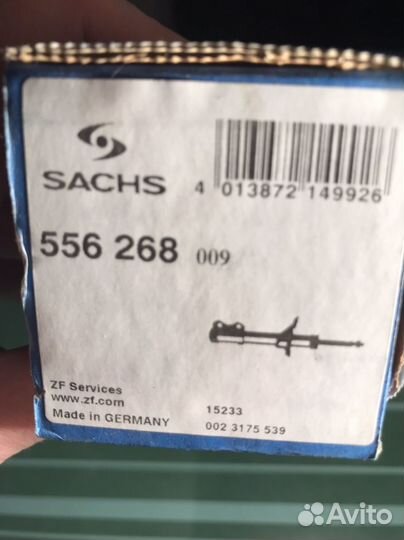 SACHS
4 013872 149926
556 268 009
ZF Services
www.zf.com
Made in GERMANY
15233
002 3175 539
Avito